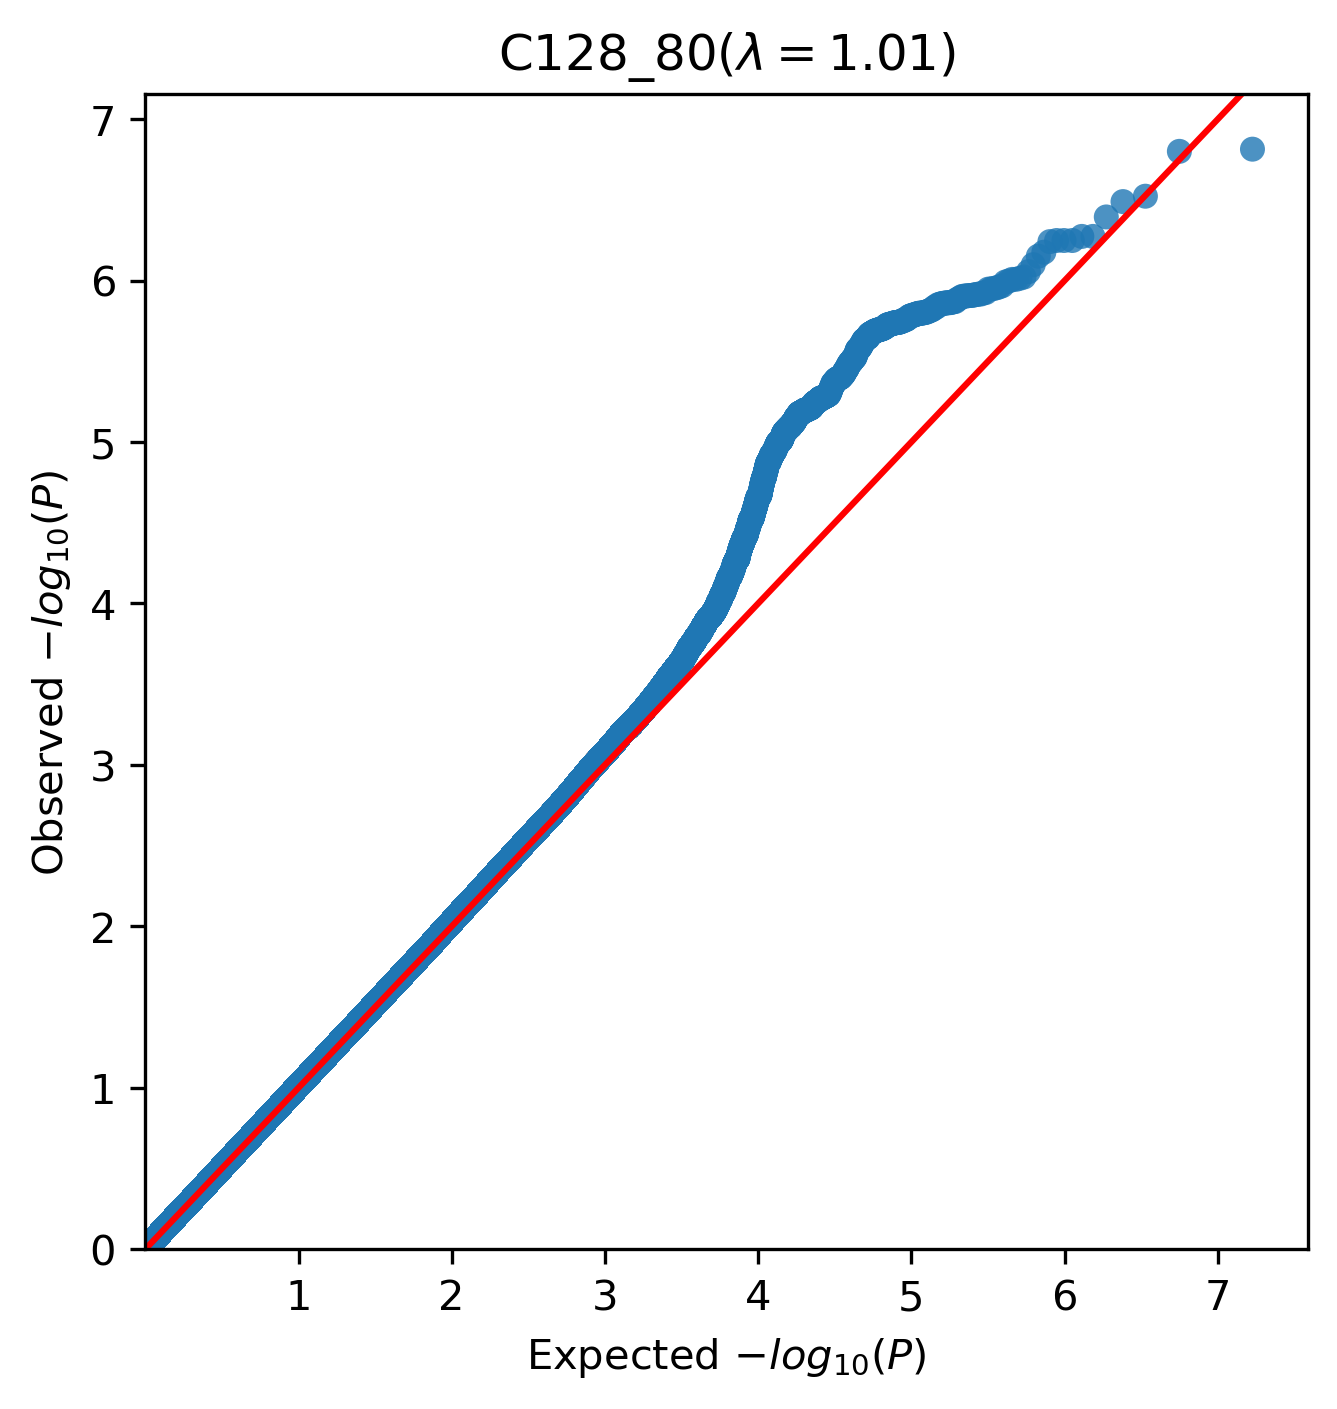 C128_80(λ = 1.01)
Observed −log₁₀(P)
7
6
5
4
3
2
1
0
1 2 3 4 5 6 7
Expected −log₁₀(P)